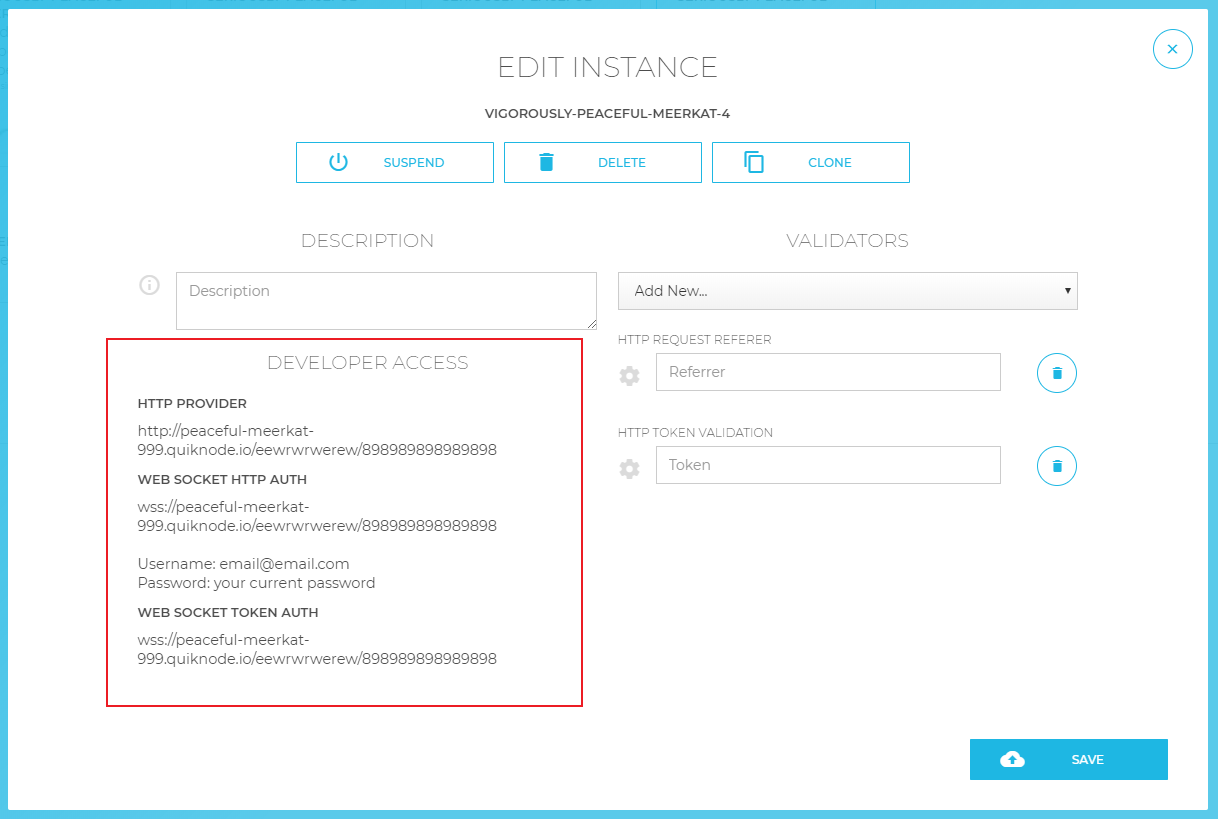 EDIT INSTANCE
VIGOROUSLY-PEACEFUL-MEERKAT-4
SUSPEND
DELETE
CLONE
DESCRIPTION
Description
DEVELOPER ACCESS
HTTP PROVIDER
http://peaceful-meerkat-
999.quiknode.io/eewrwrwerew/898989898989898
WEB SOCKET HTTP AUTH
wss://peaceful-meerkat-
999.quiknode.io/eewrwrwerew/898989898989898
Username: email@email.com
Password: your current password
WEB SOCKET TOKEN AUTH
wss://peaceful-meerkat-
999.quiknode.io/eewrwrwerew/898989898989898
VALIDATORS
Add New...
HTTP REQUEST REFERER
Referrer
HTTP TOKEN VALIDATION
Token
SAVE